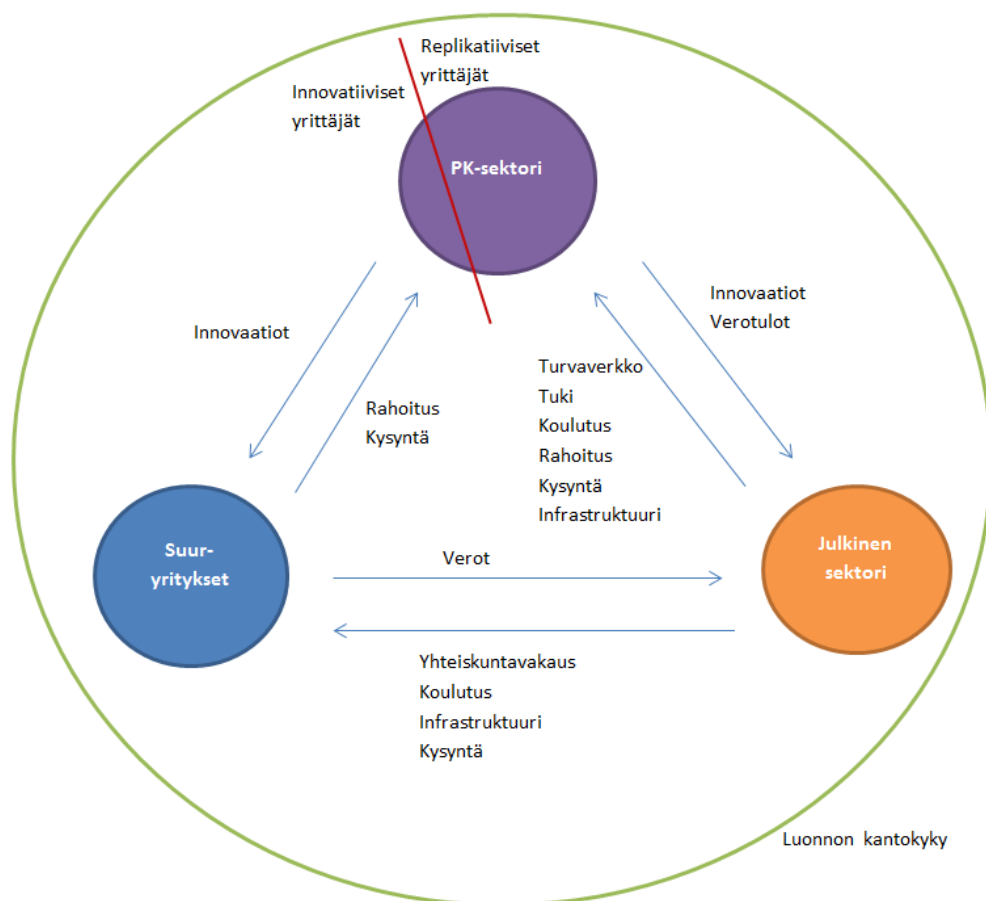 Replikatiiviset
yrittäjät
Innovatiiviset
yrittäjät
PK-sektori
Innovaatiot
Rahoitus
Kysyntä
Innovaatiot
Verotulot
Turvaverkko
Tuki
Koulutus
Rahoitus
Kysyntä
Infrastruktuuri
Suur-
yritykset
Verot
Julkinen
sektori
Yhteiskuntavakaus
Koulutus
Infrastruktuuri
Kysyntä
Luonnon kantokyky